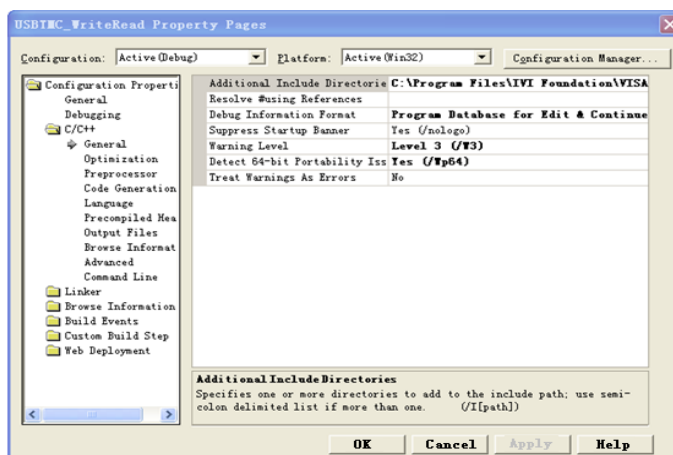 USBTMC_WriteRead Property Pages
Configuration: Active(Debug) Platform: Active(Win32) Configuration Manager...
Configuration Properti
General
Debugging
C/C++
General
Optimization
Preprocessor
Code Generation
Language
Precompiled Hea
Output Files
Browse Informat
Advanced
Command Line
Linker
Browse Information
Build Events
Custom Build Step
Web Deployment
Additional Include Directorie C:\Program Files\IVI Foundation\VISA
Resolve #using References
Debug Information Format Program Database for Edit & Continue
Suppress Startup Banner Yes (/nologo)
Warning Level Level 3 (/W3)
Detect 64-bit Portability Iss Yes (/Wp64)
Treat Warnings As Errors No
Additional Include Directories
Specifies one or more directories to add to the include path; use semi-
colon delimited list if more than one. (/I[path])
OK Cancel Apply Help